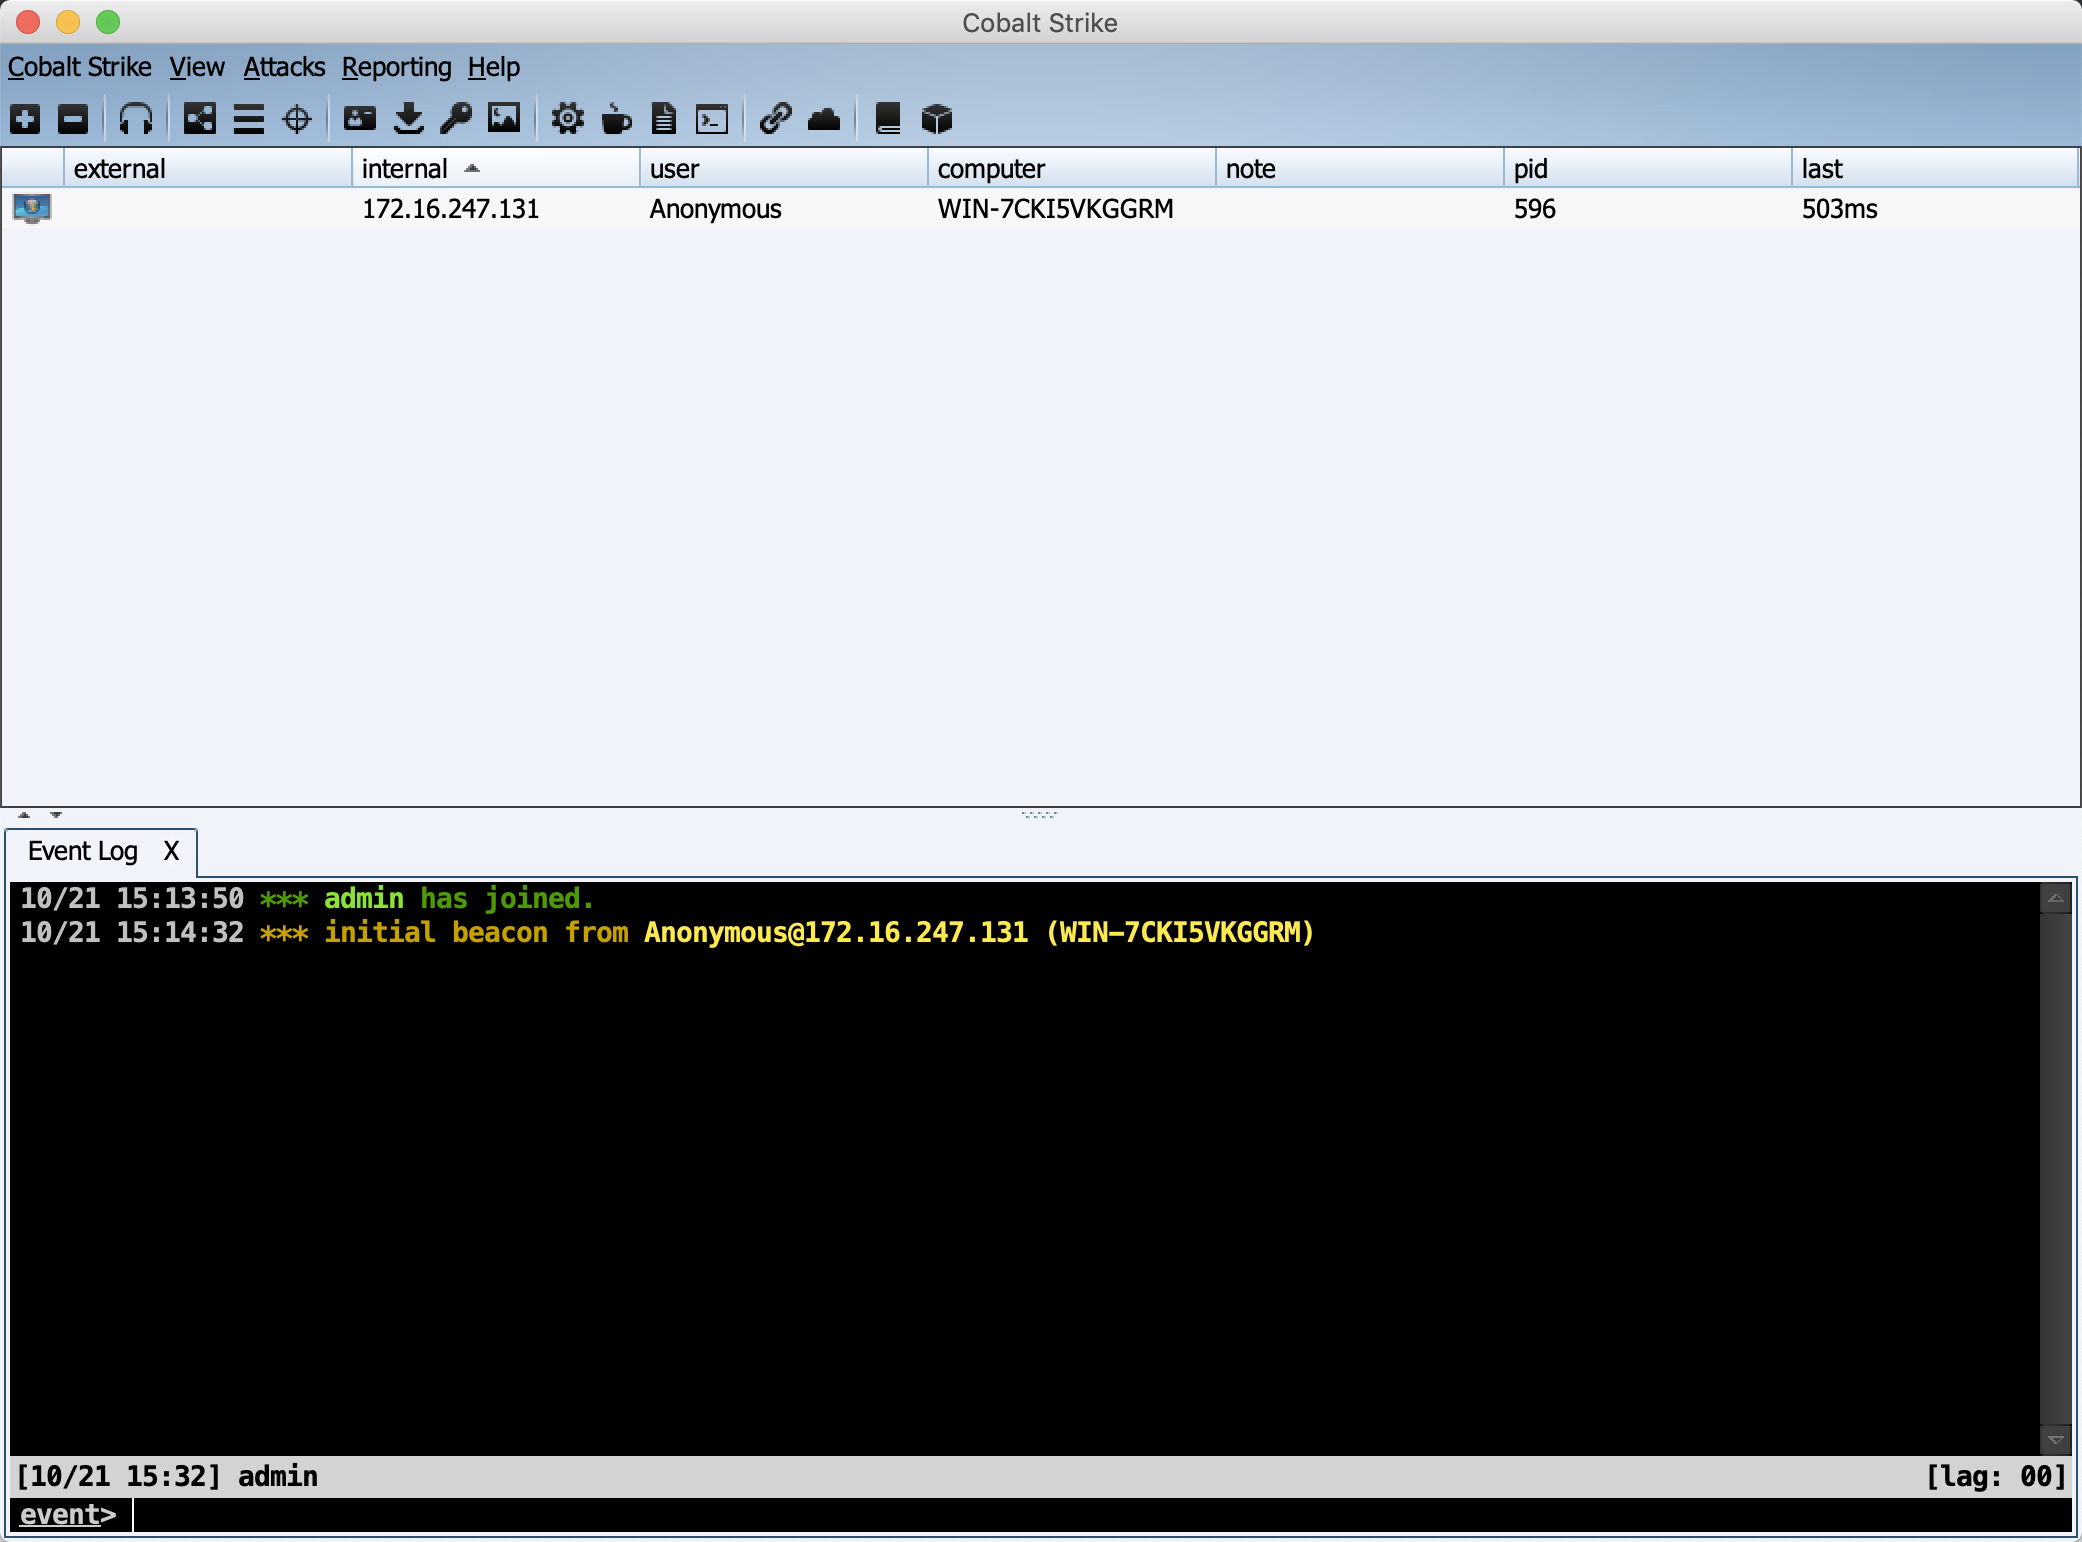 Cobalt Strike
Cobalt Strike View Attacks Reporting Help
external internal user computer note pid last
172.16.247.131 Anonymous WIN-7CKI5VKGGRM 596 503ms
Event Log X
10/21 15:13:50 *** admin has joined.
10/21 15:14:32 *** initial beacon from Anonymous@172.16.247.131 (WIN-7CKI5VKGGRM)
[10/21 15:32] admin [lag: 00]
event>